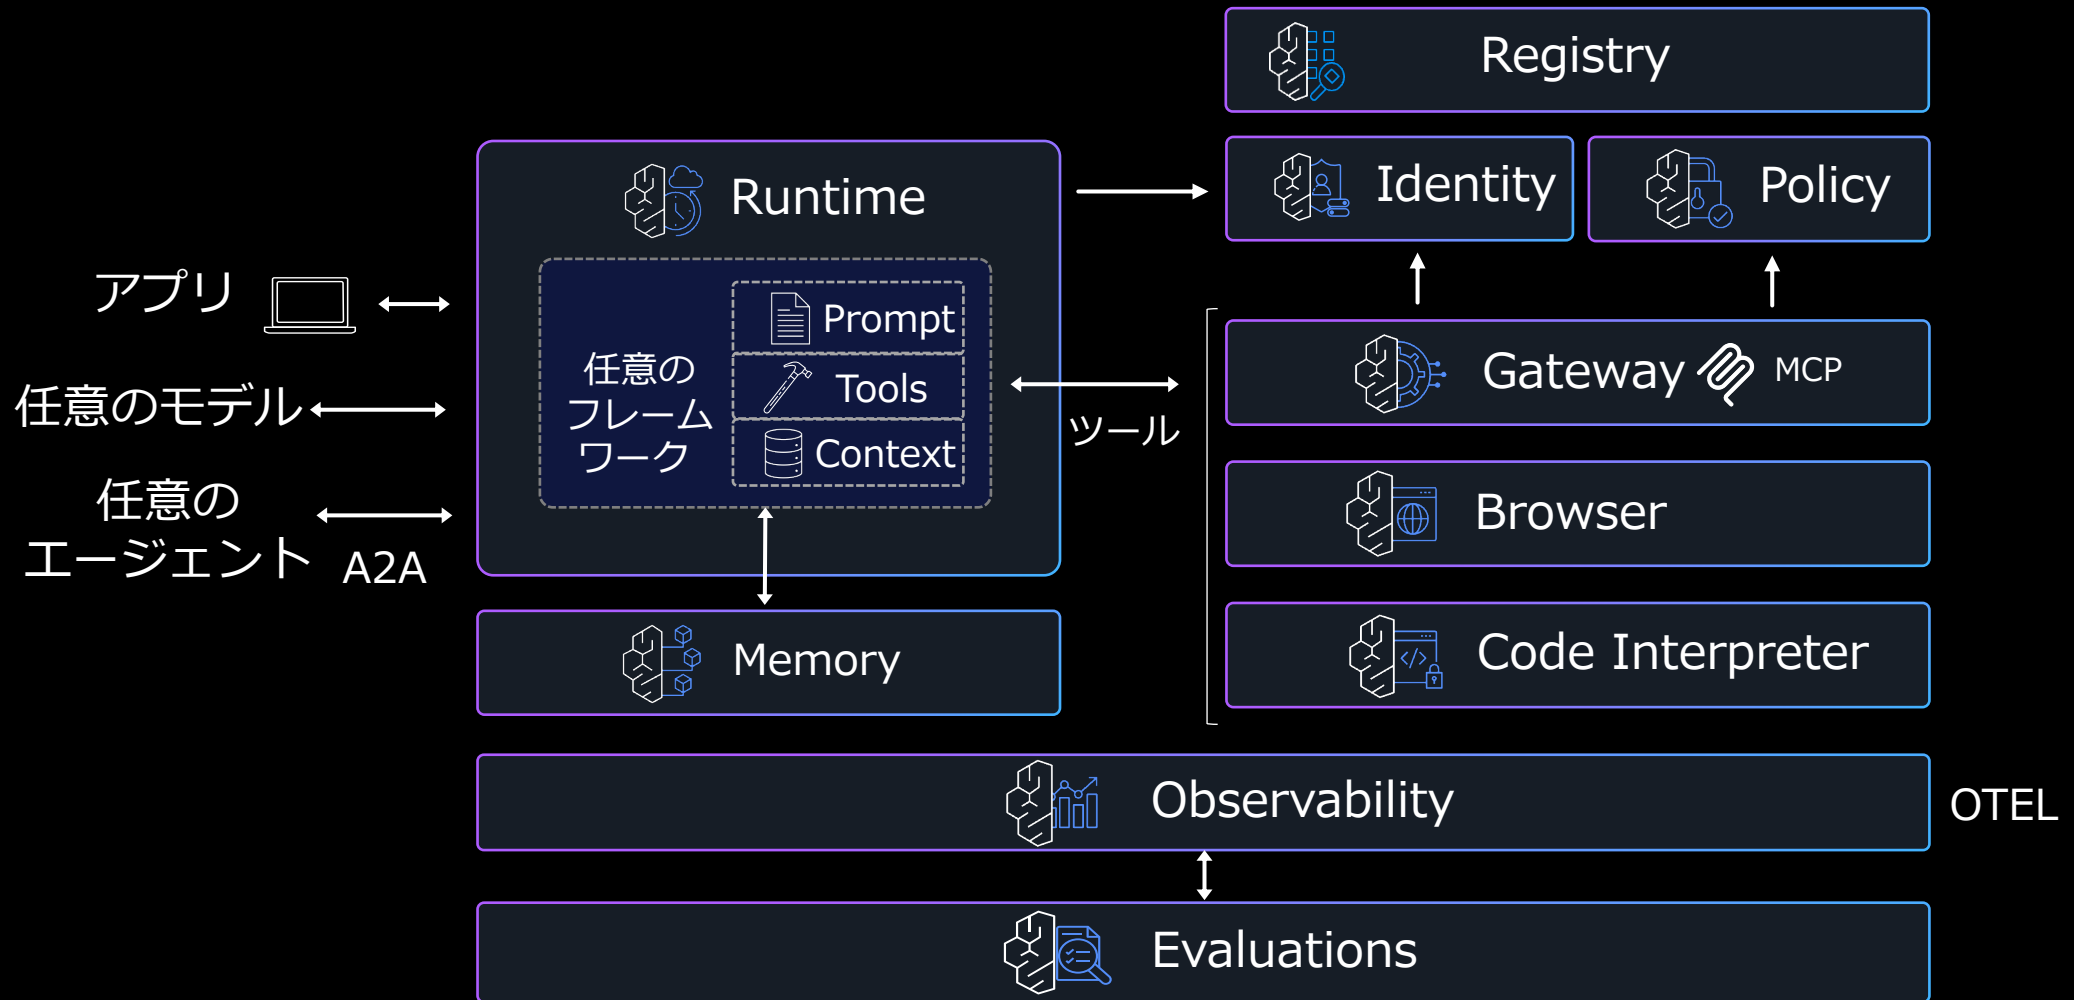 Registry
Runtime
Identity
Policy
アプリ
Prompt
任意の
フレーム
ワーク
Tools
Context
任意のモデル
ツール
Gateway
MCP
任意の
エージェント
A2A
Browser
Memory
Code Interpreter
Observability
OTEL
Evaluations